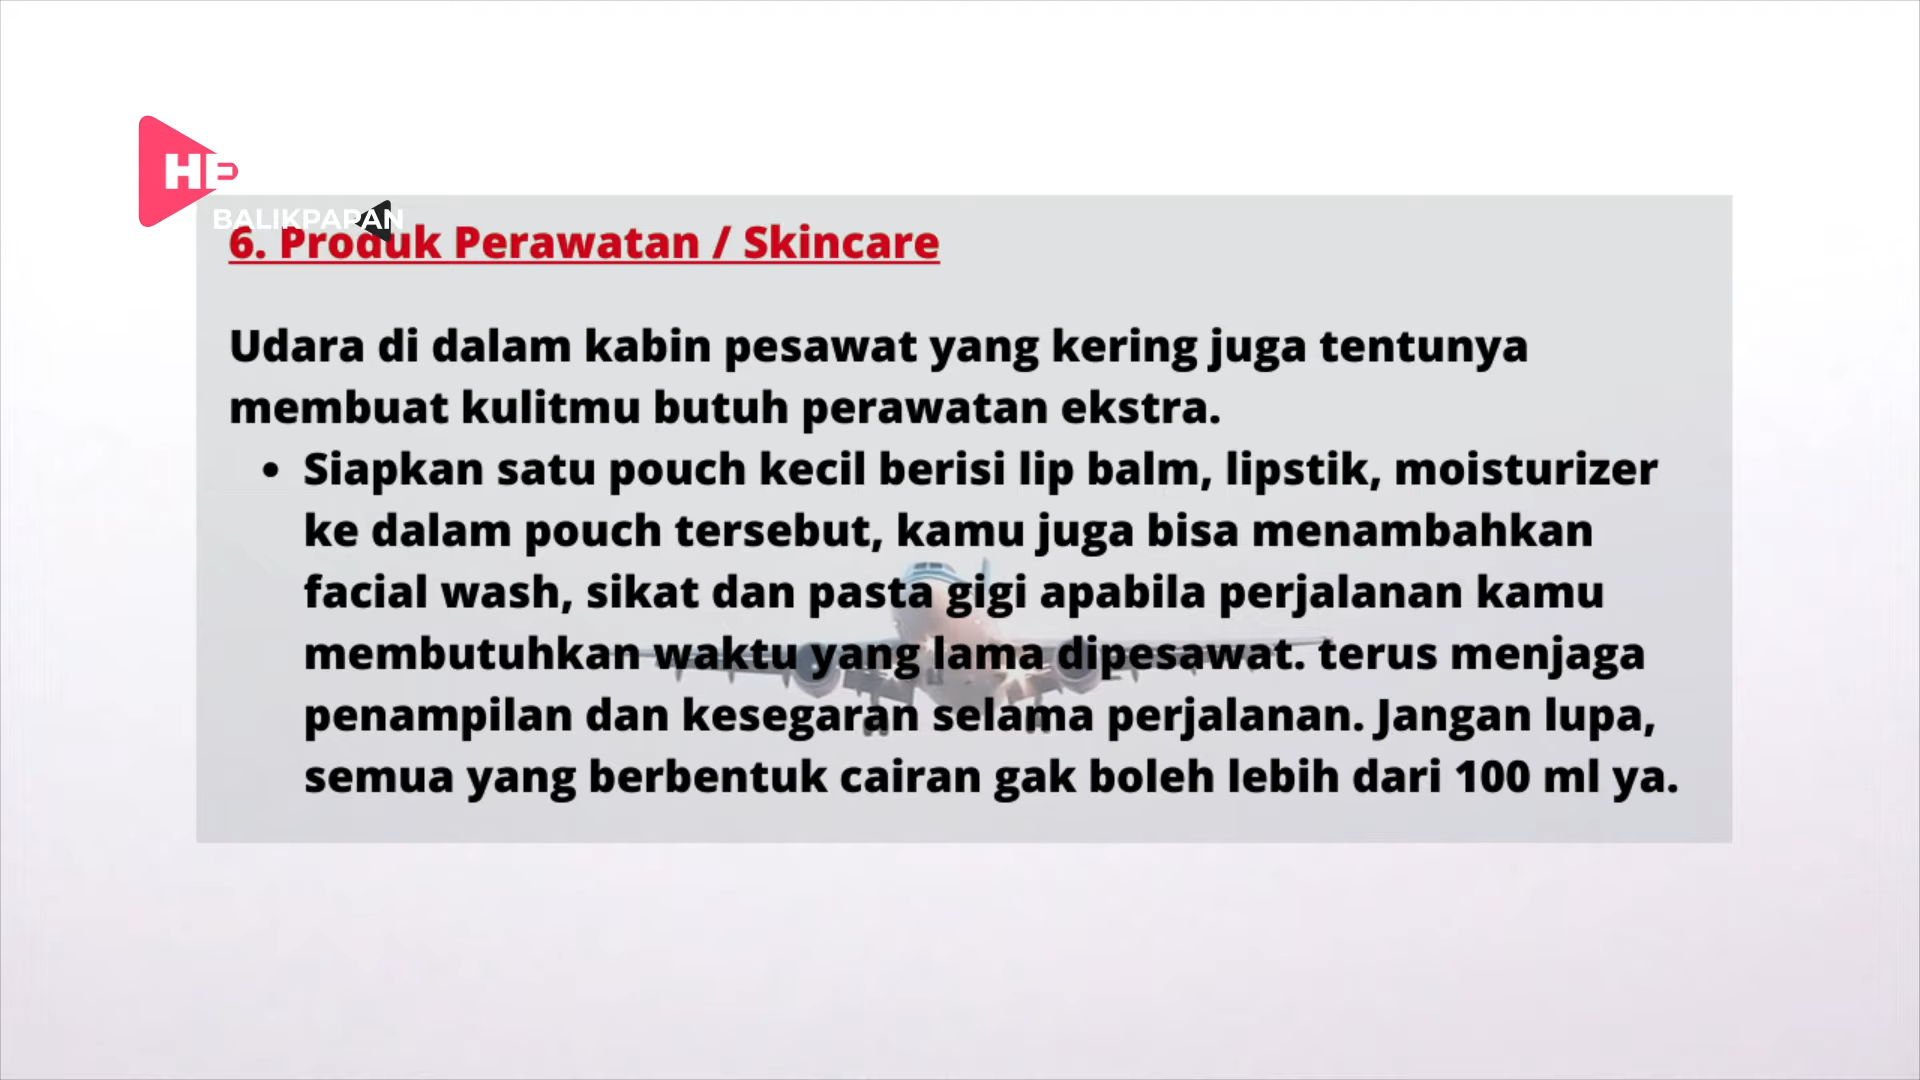 HE
BALIKPAPAN
6. Produk Perawatan / Skincare
Udara di dalam kabin pesawat yang kering juga tentunya
membuat kulitmu butuh perawatan ekstra.
• Siapkan satu pouch kecil berisi lip balm, lipstik, moisturizer
ke dalam pouch tersebut, kamu juga bisa menambahkan
facial wash, sikat dan pasta gigi apabila perjalanan kamu
membutuhkan waktu yang lama dipesawat. terus menjaga
penampilan dan kesegaran selama perjalanan. Jangan lupa,
semua yang berbentuk cairan gak boleh lebih dari 100 ml ya.